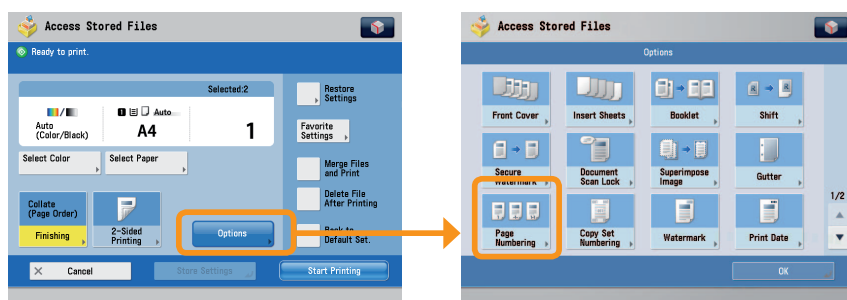 Access Stored Files
Ready to print.
Selected:2
Auto
(Color/Black)
1 Auto
A4
1
Select Color
Select Paper
Collate
(Page Order)
Finishing
2-Sided
Printing
Options
Restore
Settings
Favorite
Settings
Merge Files
and Print
Delete File
After Printing
Back to
Default Set.
Cancel
Store Settings
Start Printing
Access Stored Files
Options
Front Cover
Insert Sheets
Booklet
Shift
Secure
Watermark
Document
Scan Lock
Superimpose
Image
Gutter
Page
Numbering
Copy Set
Numbering
Watermark
Print Date
1/2
OK